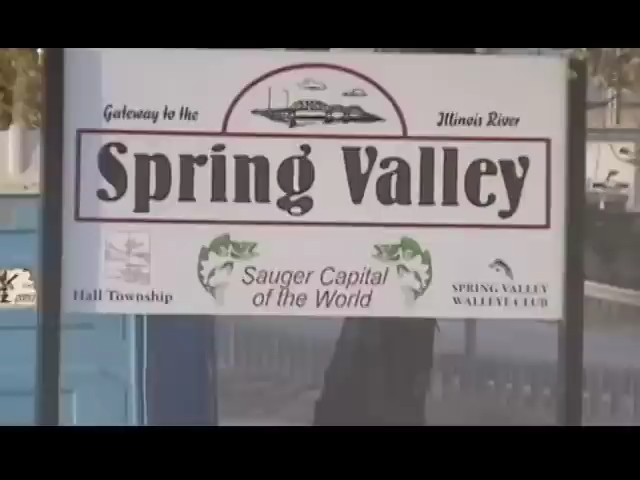 Gateway to the
Illinois River
Spring Valley
Sauger Capital
of the World
Hall Township
SPRING VALLEY
WALLEYE CLUB